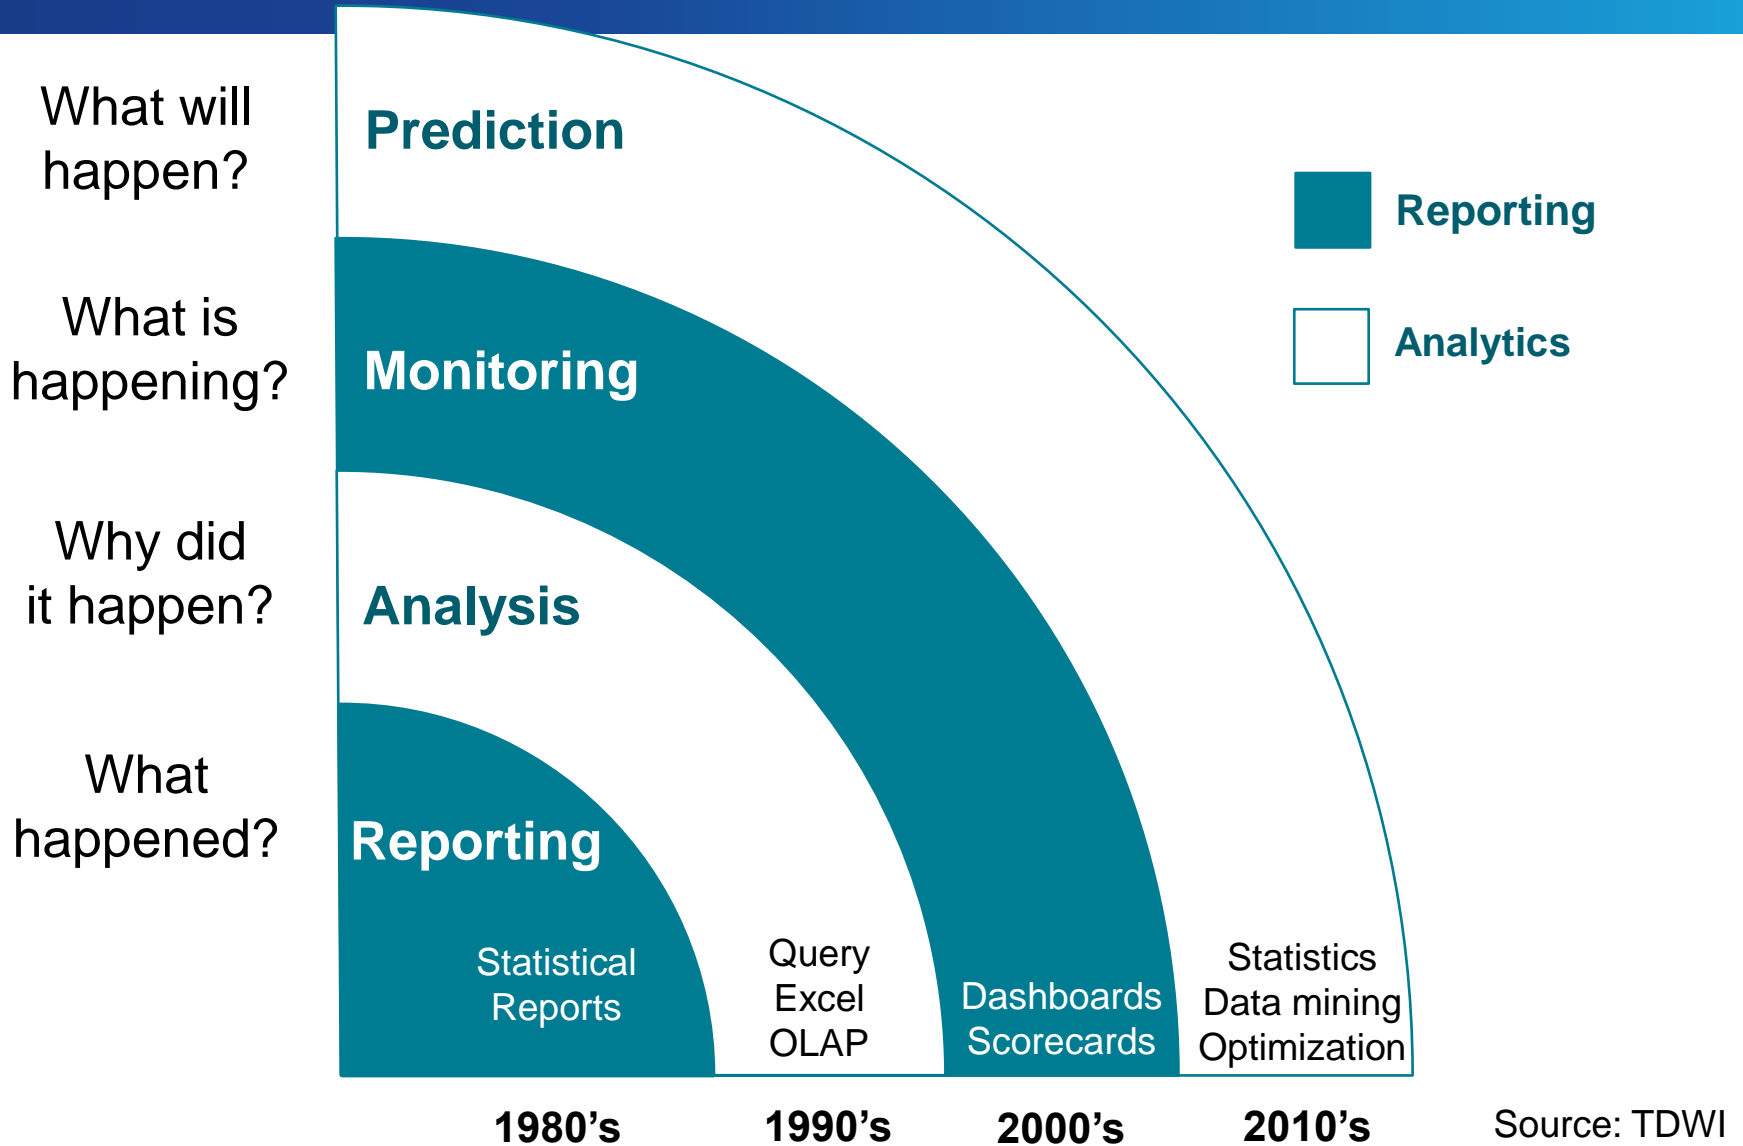 What will
happen?
Prediction
Reporting
Analytics
What is
happening?
Monitoring
Why did
it happen?
Analysis
What
happened?
Reporting
Statistical
Reports
Query
Excel
OLAP
Dashboards
Scorecards
Statistics
Data mining
Optimization
1980’s
1990’s
2000’s
2010’s
Source: TDWI